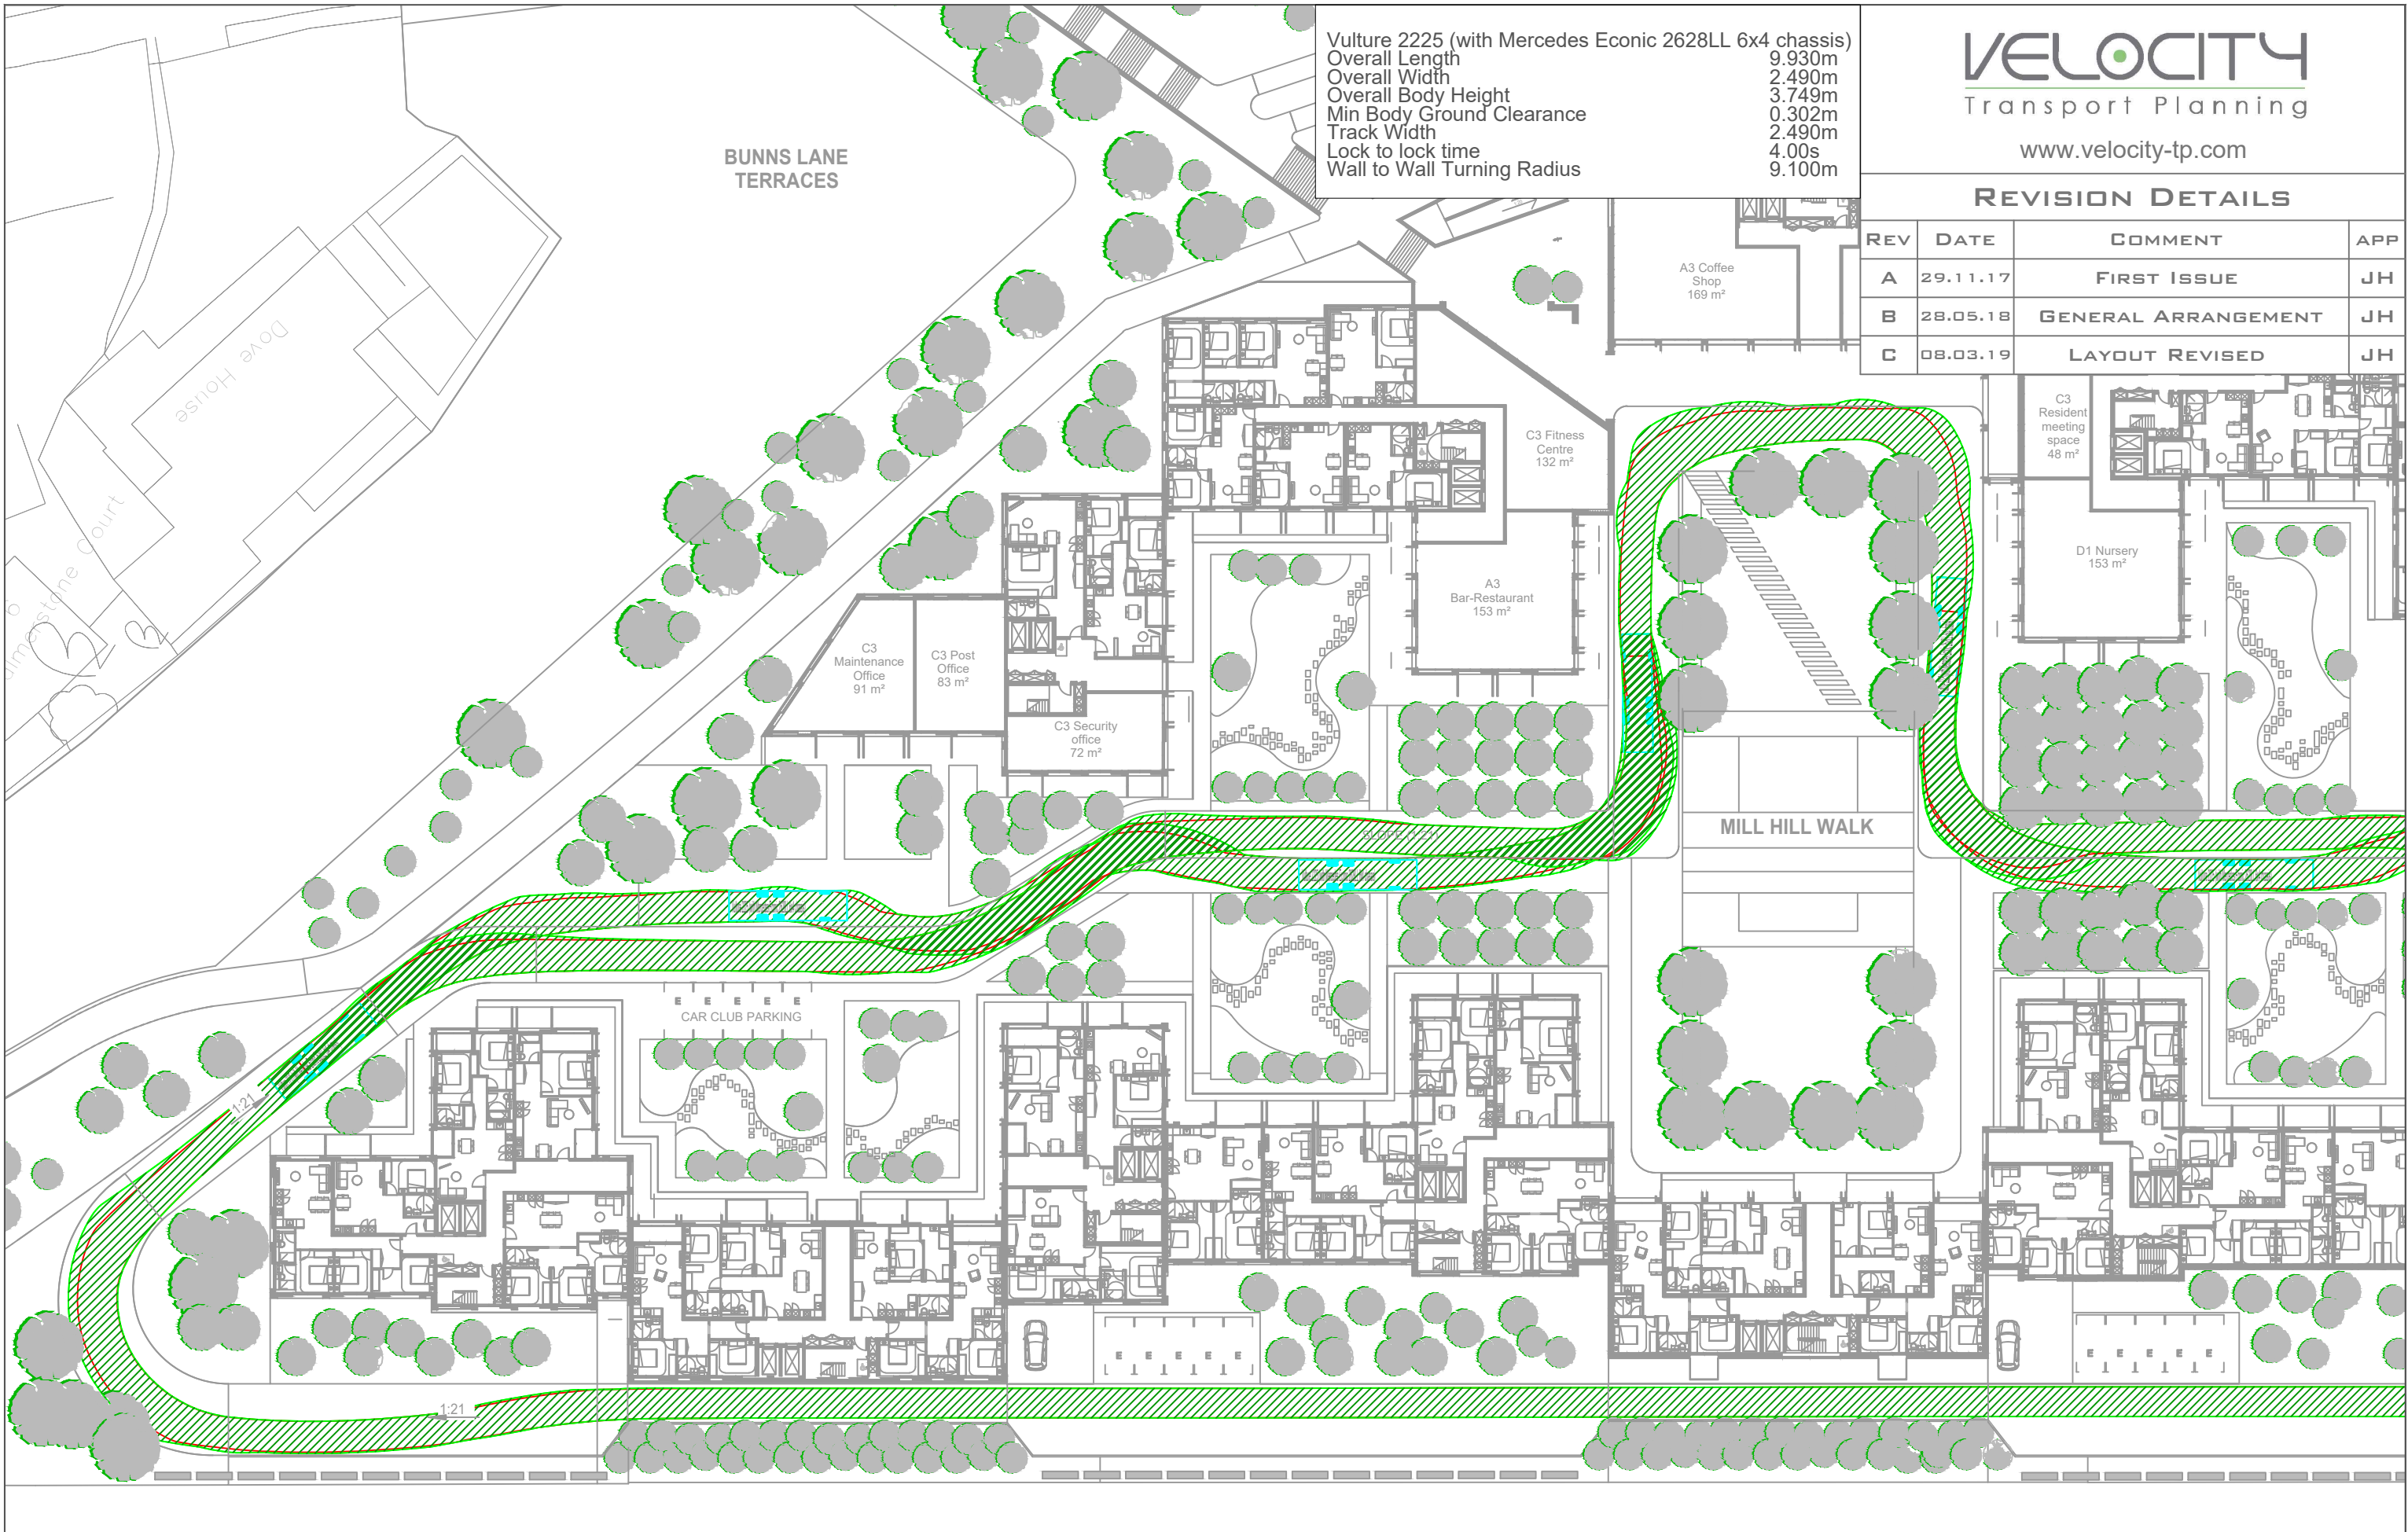 Vulture 2225 (with Mercedes Econic 2628LL 6x4 chassis)
Overall Length 9.930m
Overall Width 2.490m
Overall Body Height 3.749m
Min Body Ground Clearance 0.302m
Track Width 2.490m
Lock to lock time 4.00s
Wall to Wall Turning Radius 9.100m
VELOCITY
Transport Planning
www.velocity-tp.com
REVISION DETAILS
REV DATE COMMENT APP
A 29.11.17 FIRST ISSUE JH
B 28.05.18 GENERAL ARRANGEMENT JH
C 08.03.19 LAYOUT REVISED JH
BUNNS LANE
TERRACES
Dove House
A3 Coffee
Shop
169 m²
C3 Fitness
Centre
132 m²
C3
Resident
meeting
space
48 m²
D1 Nursery
153 m²
A3
Bar-Restaurant
153 m²
C3
Maintenance
Office
91 m²
C3 Post
Office
83 m²
C3 Security
office
72 m²
MILL HILL WALK
E E E E E
CAR CLUB PARKING
1:21
E E E E E
E E E E E
1:21